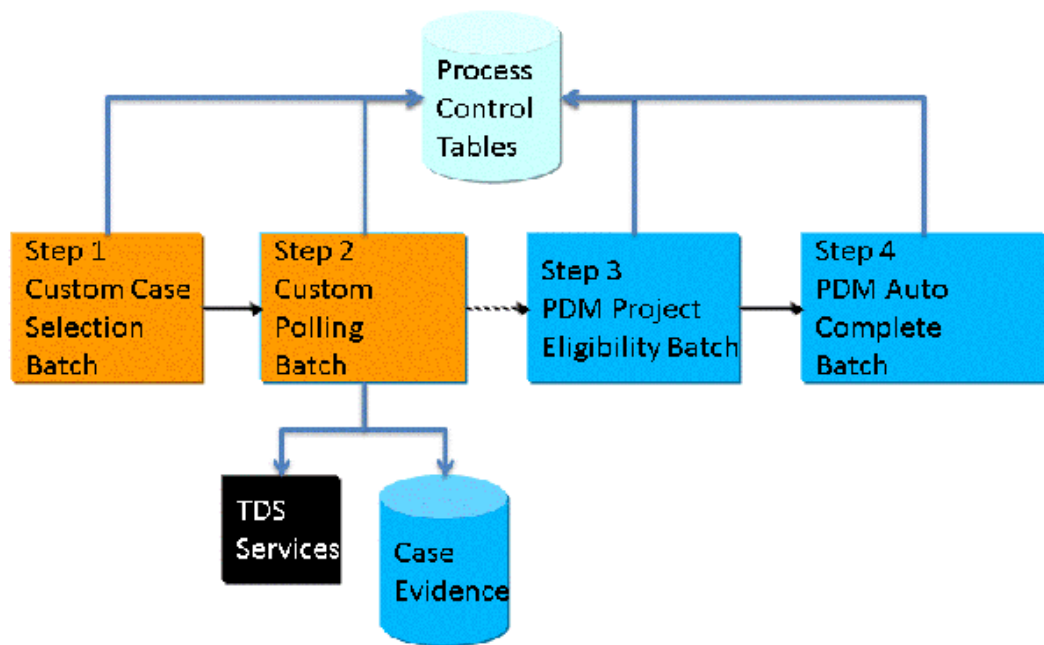 Process
Control
Tables
Step 1
Custom Case
Selection
Batch
Step 2
Custom
Polling
Batch
Step 3
PDM Project
Eligibility Batch
Step 4
PDM Auto
Complete
Batch
TDS
Services
Case
Evidence